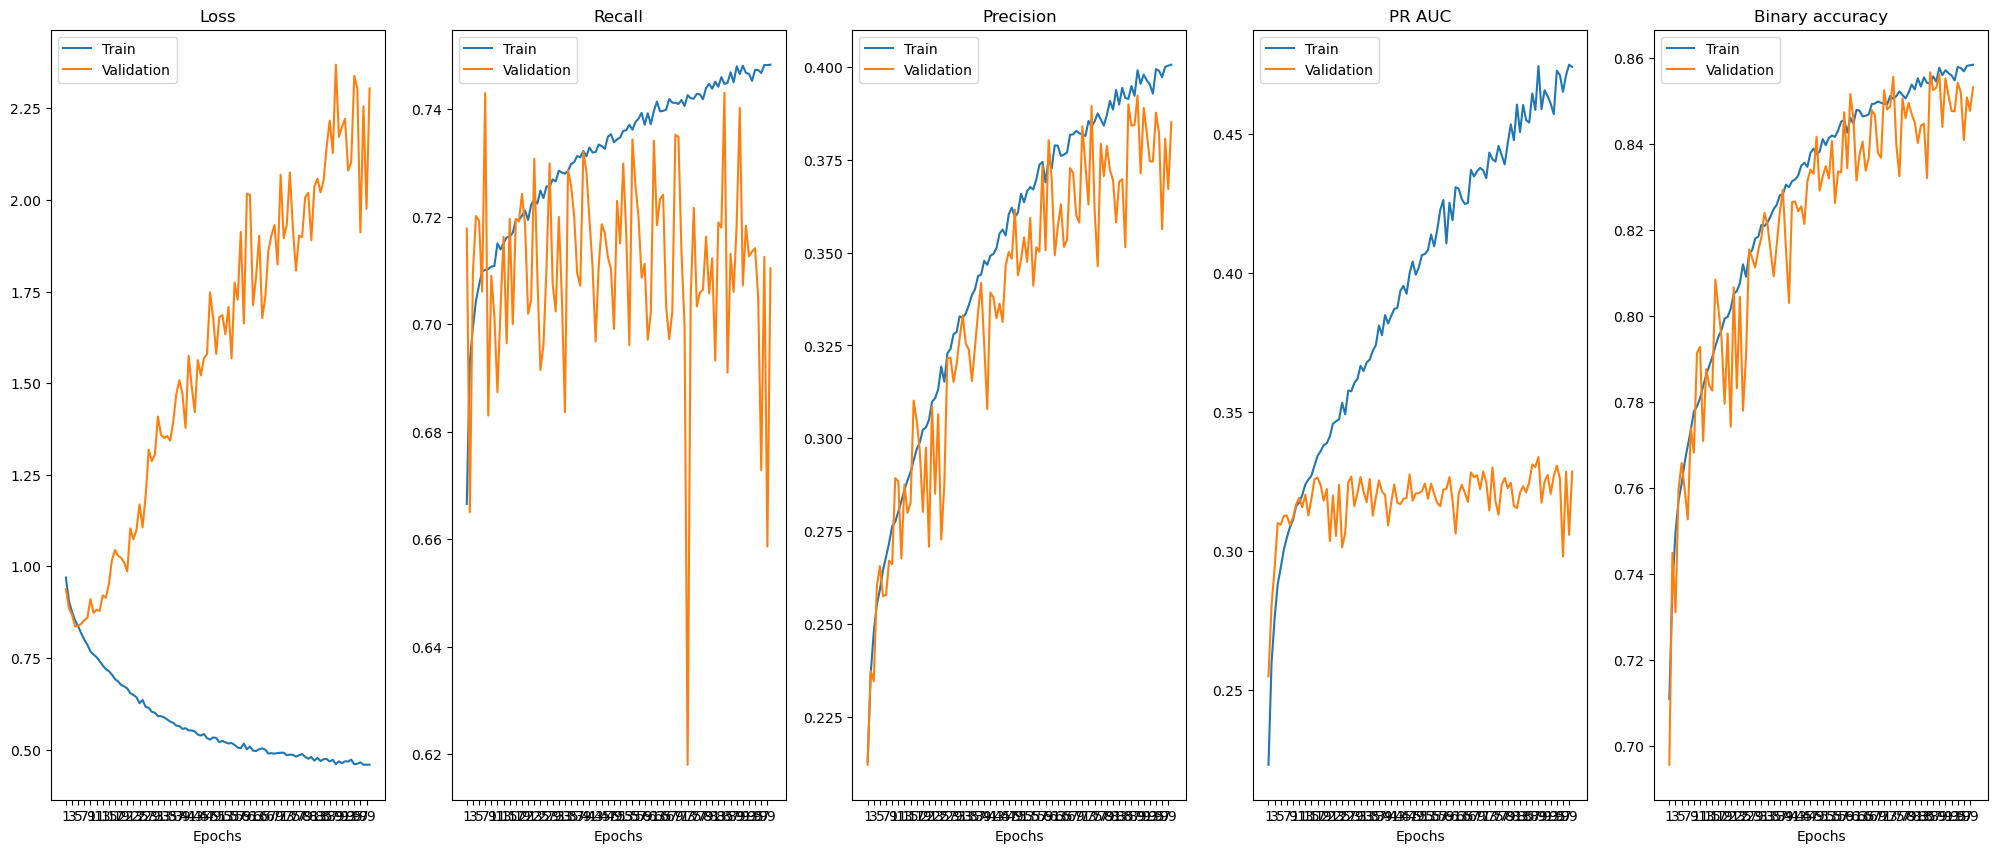 Loss
Train
Validation
2.25
2.00
1.75
1.50
1.25
1.00
0.75
0.50
Epochs
Recall
Train
Validation
0.74
0.72
0.70
0.68
0.66
0.64
0.62
Epochs
Precision
Train
Validation
0.400
0.375
0.350
0.325
0.300
0.275
0.250
0.225
Epochs
PR AUC
Train
Validation
0.45
0.40
0.35
0.30
0.25
Epochs
Binary accuracy
Train
Validation
0.86
0.84
0.82
0.80
0.78
0.76
0.74
0.72
0.70
Epochs